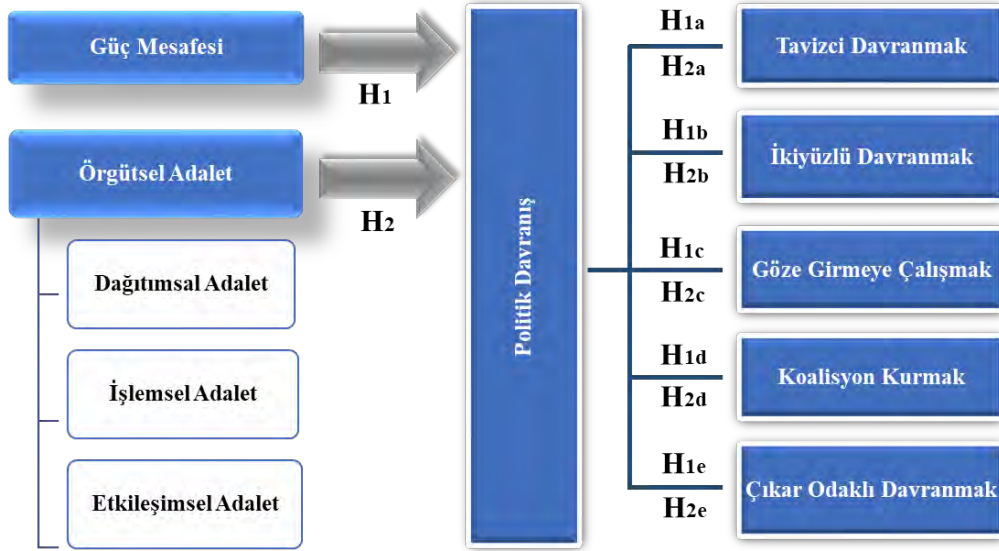 Güç Mesafesi
H1
Örgütsel Adalet
H2
Dağıtımsal Adalet
İşlemsel Adalet
Etkileşimsel Adalet
Politik Davranış
H1a
H2a
Tavizci Davranmak
H1b
H2b
İkiyüzlü Davranmak
H1c
H2c
Göze Girmeye Çalışmak
H1d
H2d
Koalisyon Kurmak
H1e
H2e
Çıkar Odaklı Davranmak